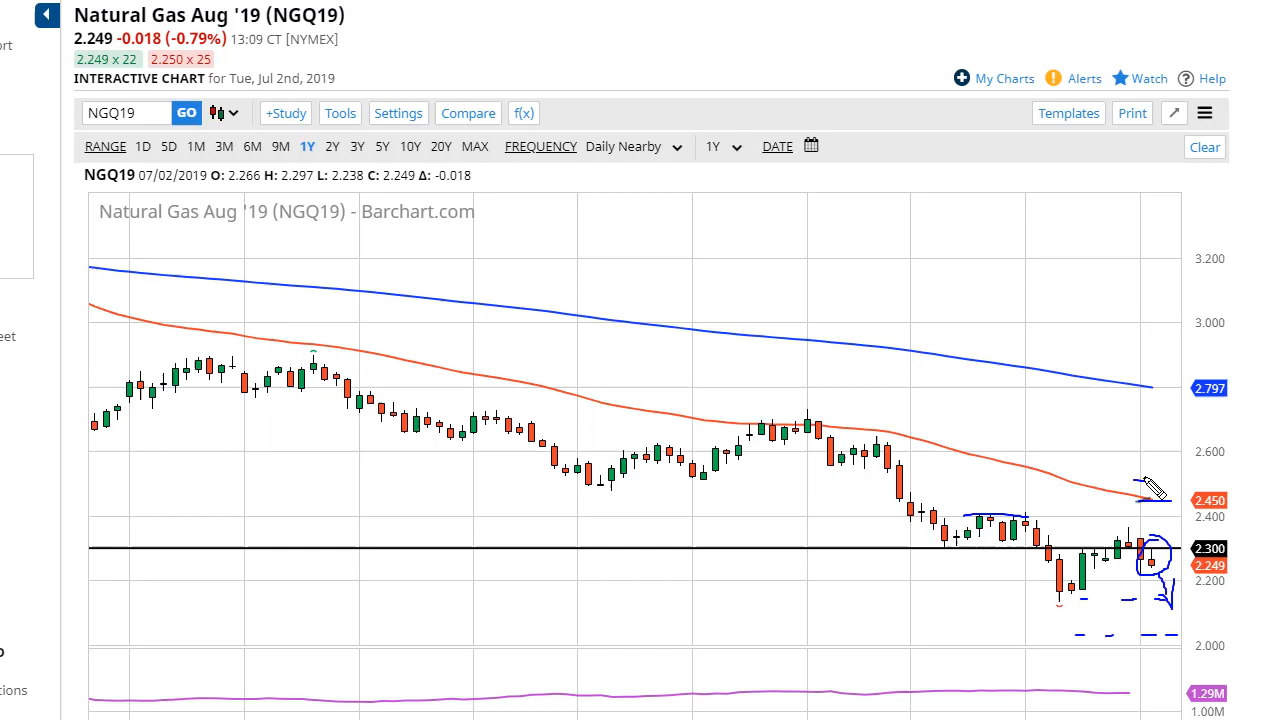 Natural Gas Aug '19 (NGQ19)
2.249 -0.018 (-0.79%) 13:09 CT [NYMEX]
ort
2.249 x 22 2.250 x 25
INTERACTIVE CHART for Tue, Jul 2nd, 2019
My Charts Alerts Watch ? Help
NGQ19 GO +Study Tools Settings Compare f(x) Templates Print
RANGE 1D 5D 1M 3M 6M 9M 1Y 2Y 3Y 5Y 10Y 20Y MAX FREQUENCY Daily Nearby 1Y DATE Clear
NGQ19 07/02/2019 O: 2.266 H: 2.297 L: 2.238 C: 2.249 Δ: -0.018
Natural Gas Aug '19 (NGQ19) - Barchart.com
3.200
3.000
eet
2.797
2.600
2.450
2.400
2.300
2.249
2.200
2.000
o
tions
1.29M
1.00M